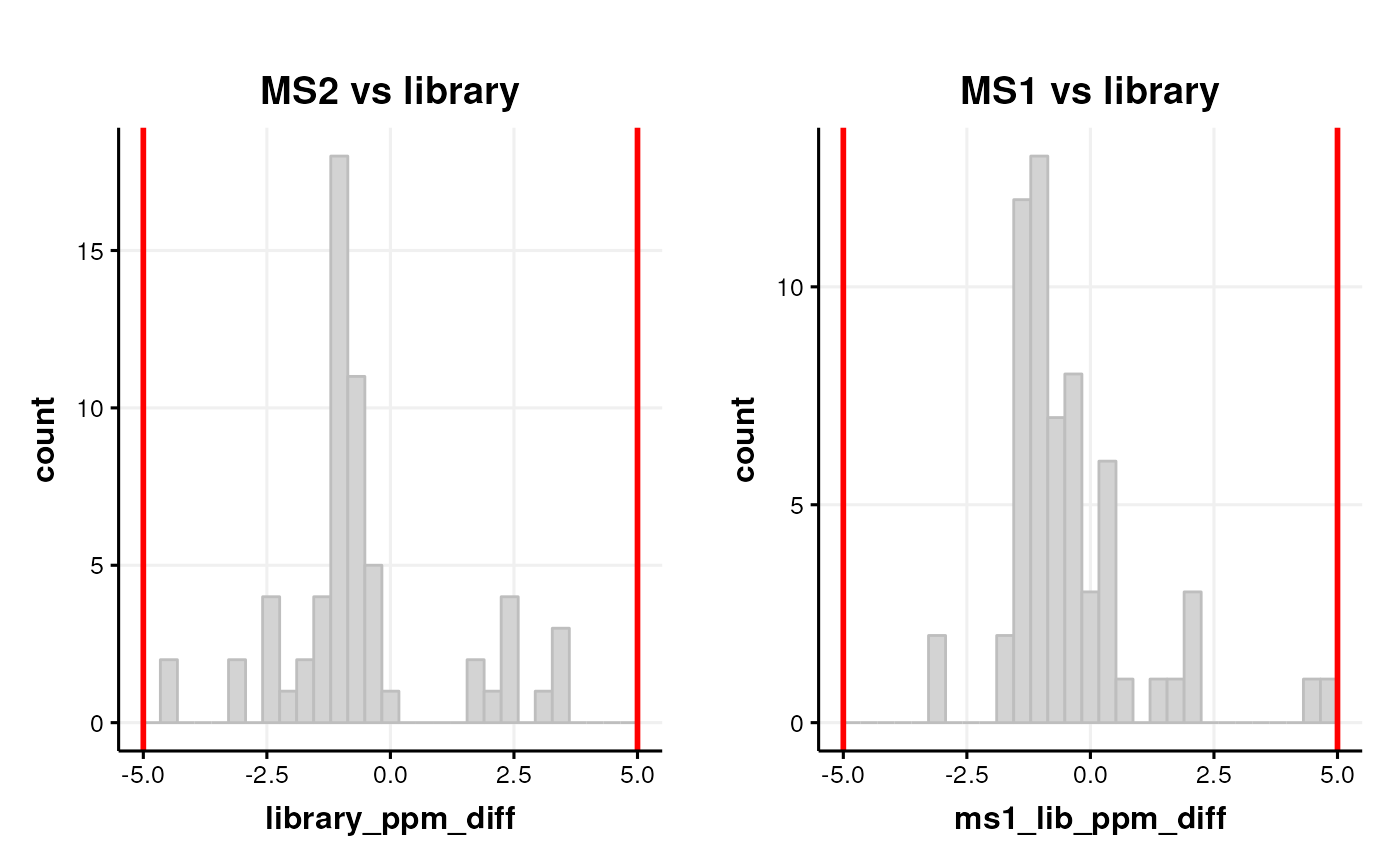 MS2 vs library
count
15
10
5
0
-5.0 -2.5 0.0 2.5 5.0
library_ppm_diff
MS1 vs library
count
10
5
0
-5.0 -2.5 0.0 2.5 5.0
ms1_lib_ppm_diff